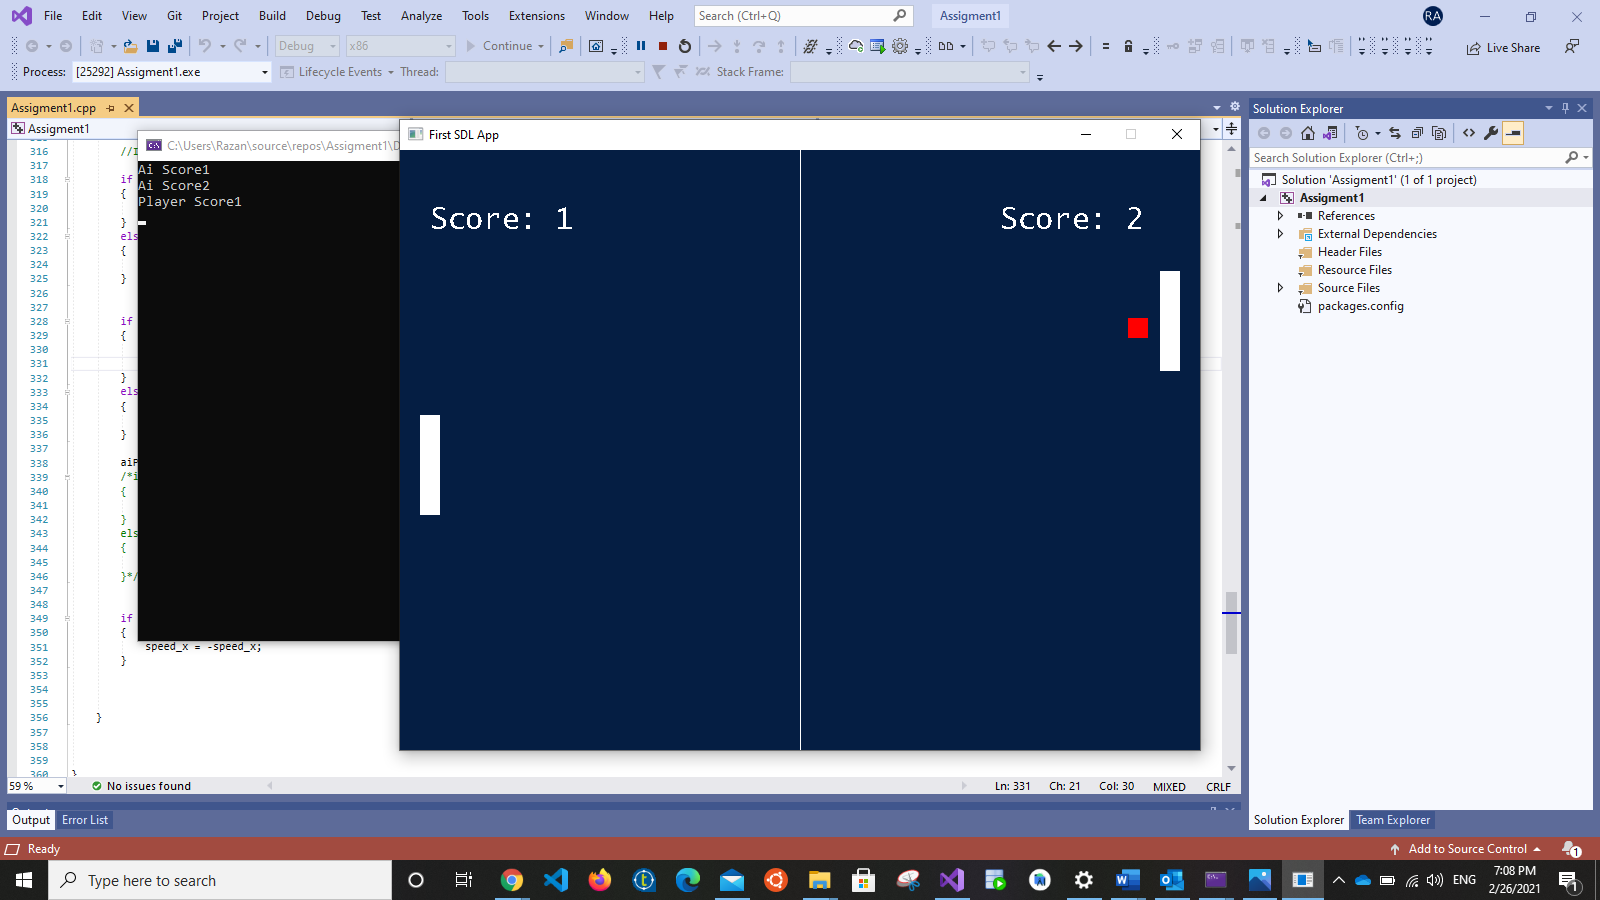 File Edit View Git Project Build Debug Test Analyze Tools Extensions Window Help Search (Ctrl+Q) Assigment1 RA
Debug x86 Continue Live Share
Process: [25292] Assigment1.exe Lifecycle Events Thread: Stack Frame:
Assigment1.cpp
Assigment1
C:\Users\Razan\source\repos\Assigment1\D
Ai Score1
Ai Score2
Player Score1
First SDL App
Score: 1
Score: 2
316
317
318 if
319 {
320
321 }
322 els
323 {
324
325 }
326
327
328 if
329 {
330
331
332 }
333 els
334 {
335
336 }
337
338 aiP
339 /*i
340 {
341
342 }
343 els
344 {
345
346 }*/
347
348
349 if
350 {
351 speed_x = -speed_x;
352 }
353
354
355
356 }
357
358
359
360 }
59 % No issues found Ln: 331 Ch: 21 Col: 30 MIXED CRLF
Output Error List
Solution Explorer
Search Solution Explorer (Ctrl+;)
Solution 'Assigment1' (1 of 1 project)
Assigment1
References
External Dependencies
Header Files
Resource Files
Source Files
packages.config
Solution Explorer Team Explorer
Ready Add to Source Control 1
Type here to search ENG 7:08 PM
2/26/2021
1